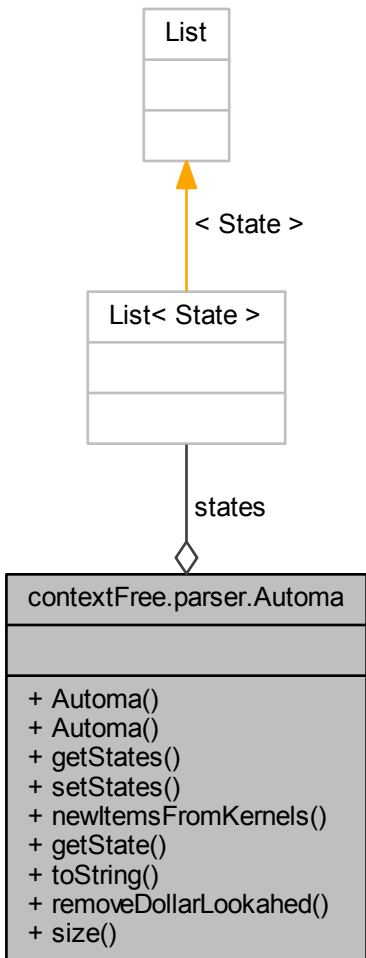 List
< State >
List< State >
states
contextFree.parser.Automa
+ Automa()
+ Automa()
+ getStates()
+ setStates()
+ newItemsFromKernels()
+ getState()
+ toString()
+ removeDollarLookahed()
+ size()